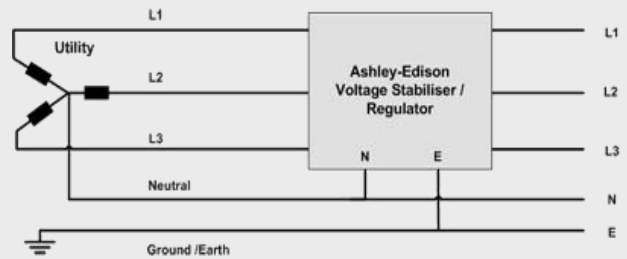 L1
L1
Utility
Ashley-Edison
Voltage Stabiliser /
Regulator
L2
L2
L3
L3
N E
Neutral
N
E
Ground /Earth